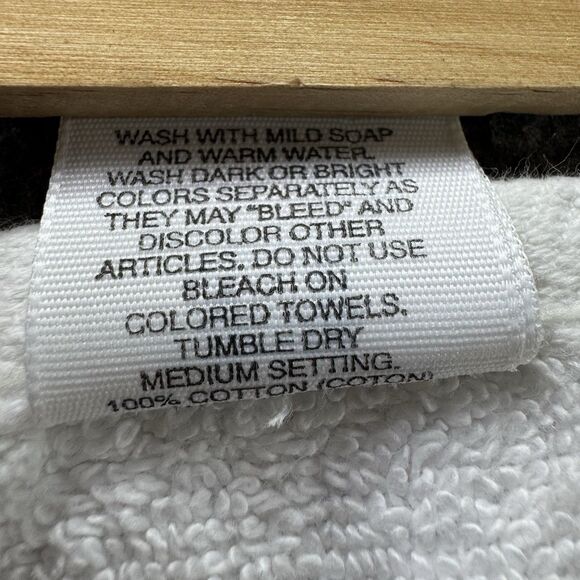 WASH WITH MILD SOAP
AND WARM WATER.
WASH DARK OR BRIGHT
COLORS SEPARATELY AS
THEY MAY "BLEED" AND
DISCOLOR OTHER
ARTICLES. DO NOT USE
BLEACH ON
COLORED TOWELS.
TUMBLE DRY
MEDIUM SETTING.
100% COTTON (COTON)